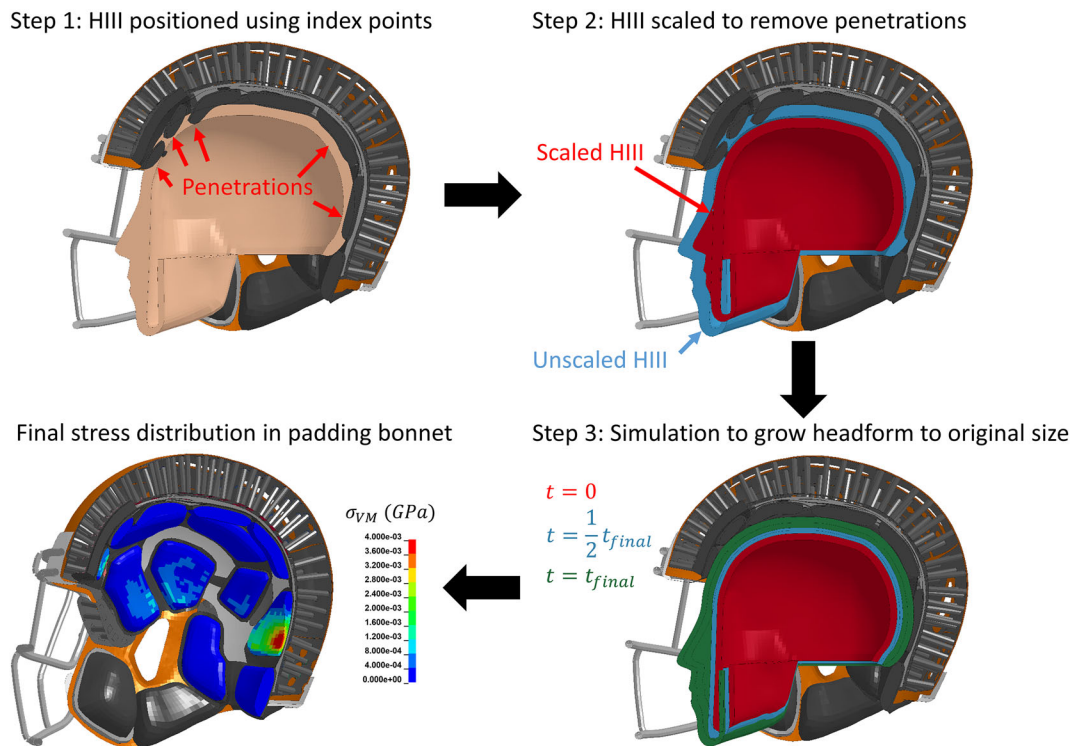 Step 1: HIII positioned using index points
Penetrations
Step 2: HIII scaled to remove penetrations
Scaled HIII
Unscaled HIII
Step 3: Simulation to grow headform to original size
t = 0
t = 1/2 t_final
t = t_final
Final stress distribution in padding bonnet
σ_VM (GPa)
4.000e-03
3.600e-03
3.200e-03
2.800e-03
2.400e-03
2.000e-03
1.600e-03
1.200e-03
8.000e-04
4.000e-04
0.000e+00